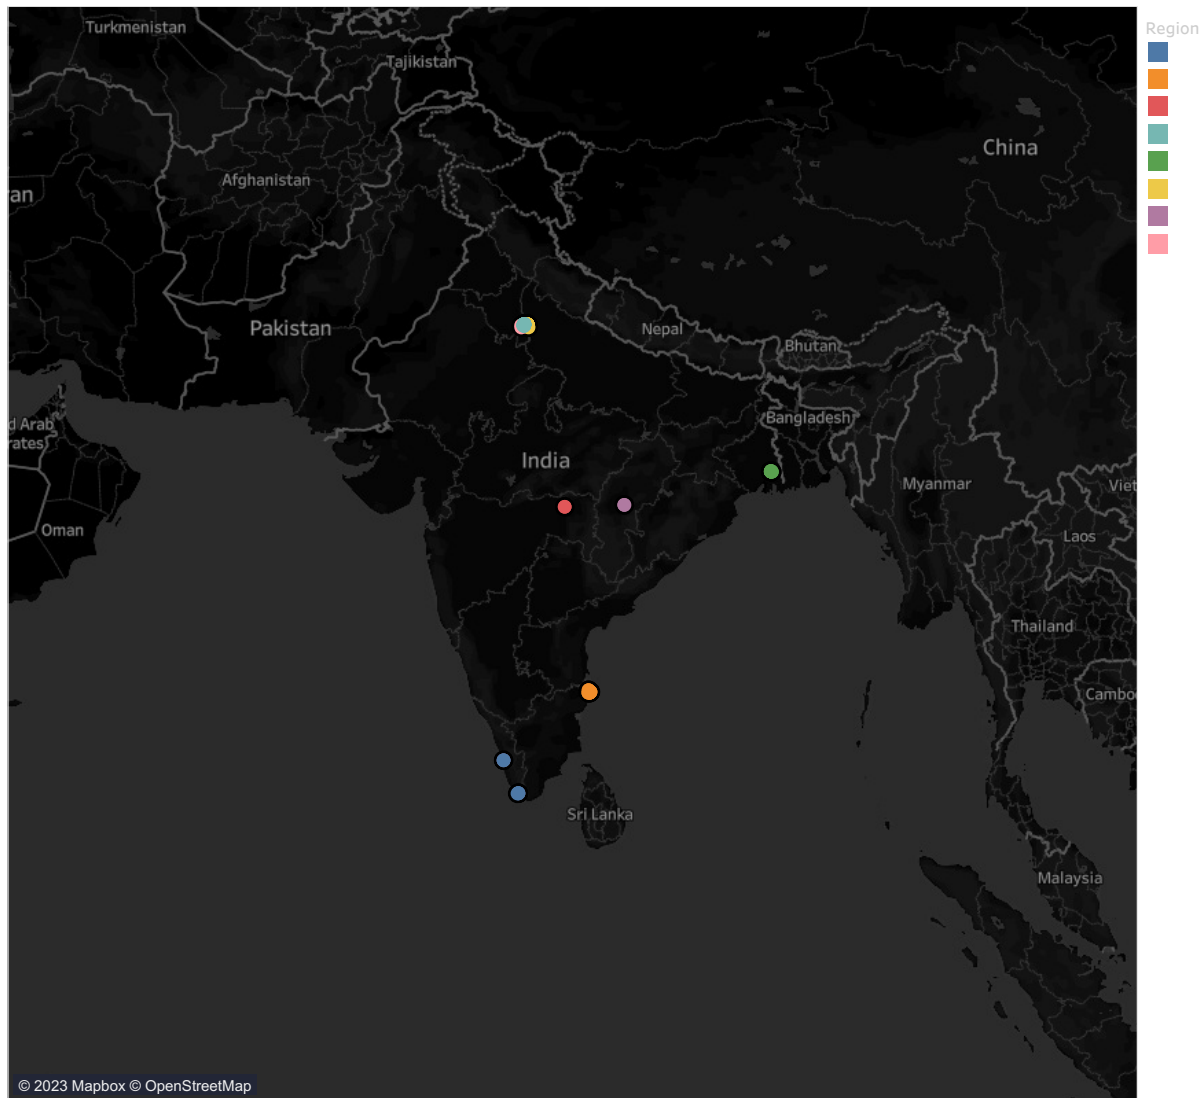 Turkmenistan
Region
Tajikistan
China
Afghanistan
an
Pakistan
Nepal
Bhutan
d Arab
rates
Bangladesh
India
Myanmar
Viet
Oman
Laos
Thailand
Cambo
Sri Lanka
Malaysia
© 2023 Mapbox © OpenStreetMap